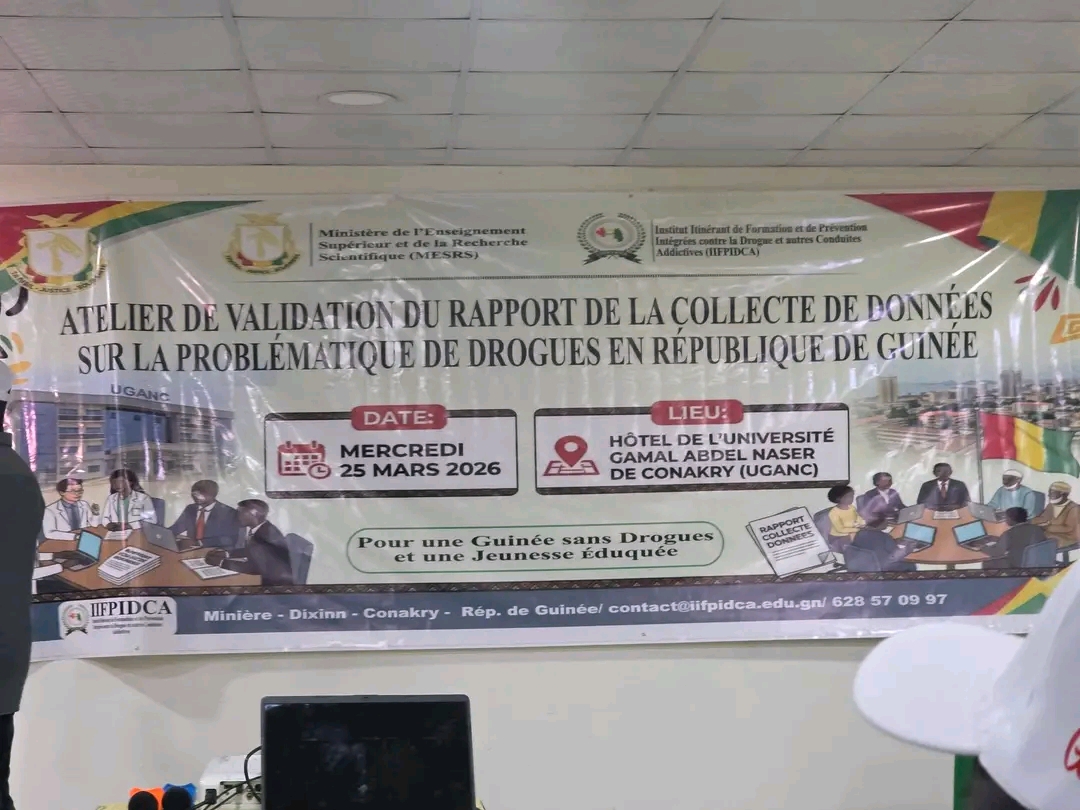 Ministère de l'Enseignement
Supérieur et de la Recherche
Scientifique (MESRS)
Institut Itinérant de Formation et de Prévention
Intégrées contre la Drogue et autres Conduites
Addictives (IIFPIDCA)
ATELIER DE VALIDATION DU RAPPORT DE LA COLLECTE DE DONNÉES
SUR LA PROBLÉMATIQUE DE DROGUES EN RÉPUBLIQUE DE GUINÉE
UGANC
DATE:
MERCREDI
25 MARS 2026
LIEU:
HÔTEL DE L'UNIVERSITÉ
GAMAL ABDEL NASER
DE CONAKRY (UGANC)
RAPPORT
COLLECTE
DONNÉES
Pour une Guinée sans Drogues
et une Jeunesse éduquée
IIFPIDCA
Minière - Dixinn - Conakry - Rép. de Guinée/ contact@iifpidca.edu.gn/ 628 57 09 97